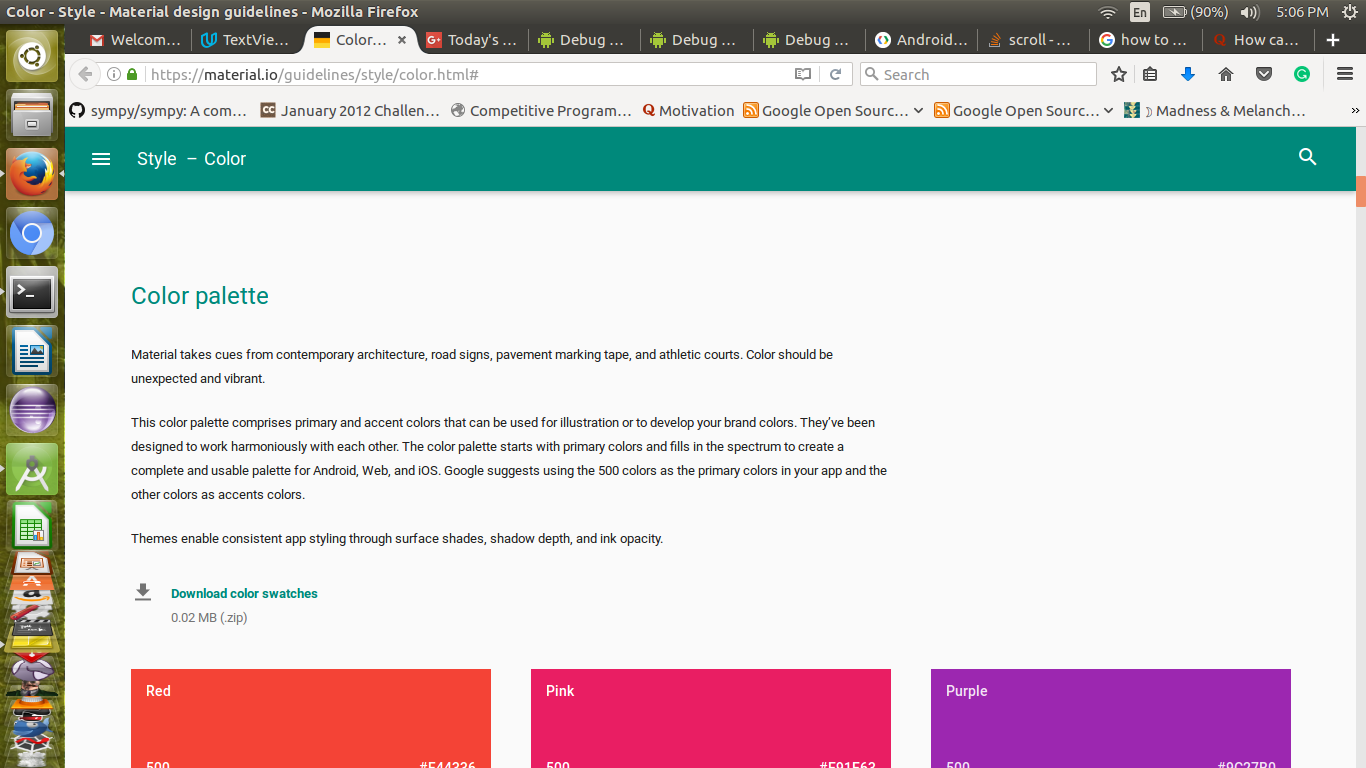 Color - Style - Material design guidelines - Mozilla Firefox
En (90%) 5:06 PM
Welcom... TextVie... Color... Today's ... Debug ... Debug ... Debug ... Android... scroll - ... how to ... How ca...
https://material.io/guidelines/style/color.html# Search
sympy/sympy: A com... January 2012 Challen... Competitive Program... Motivation Google Open Sourc... Google Open Sourc... Madness & Melanch... »
Style – Color
Color palette
Material takes cues from contemporary architecture, road signs, pavement marking tape, and athletic courts. Color should be
unexpected and vibrant.
This color palette comprises primary and accent colors that can be used for illustration or to develop your brand colors. They’ve been
designed to work harmoniously with each other. The color palette starts with primary colors and fills in the spectrum to create a
complete and usable palette for Android, Web, and iOS. Google suggests using the 500 colors as the primary colors in your app and the
other colors as accents colors.
Themes enable consistent app styling through surface shades, shadow depth, and ink opacity.
Download color swatches
0.02 MB (.zip)
Red Pink Purple
500 #F44336 500 #E91E63 500 #9C27B0